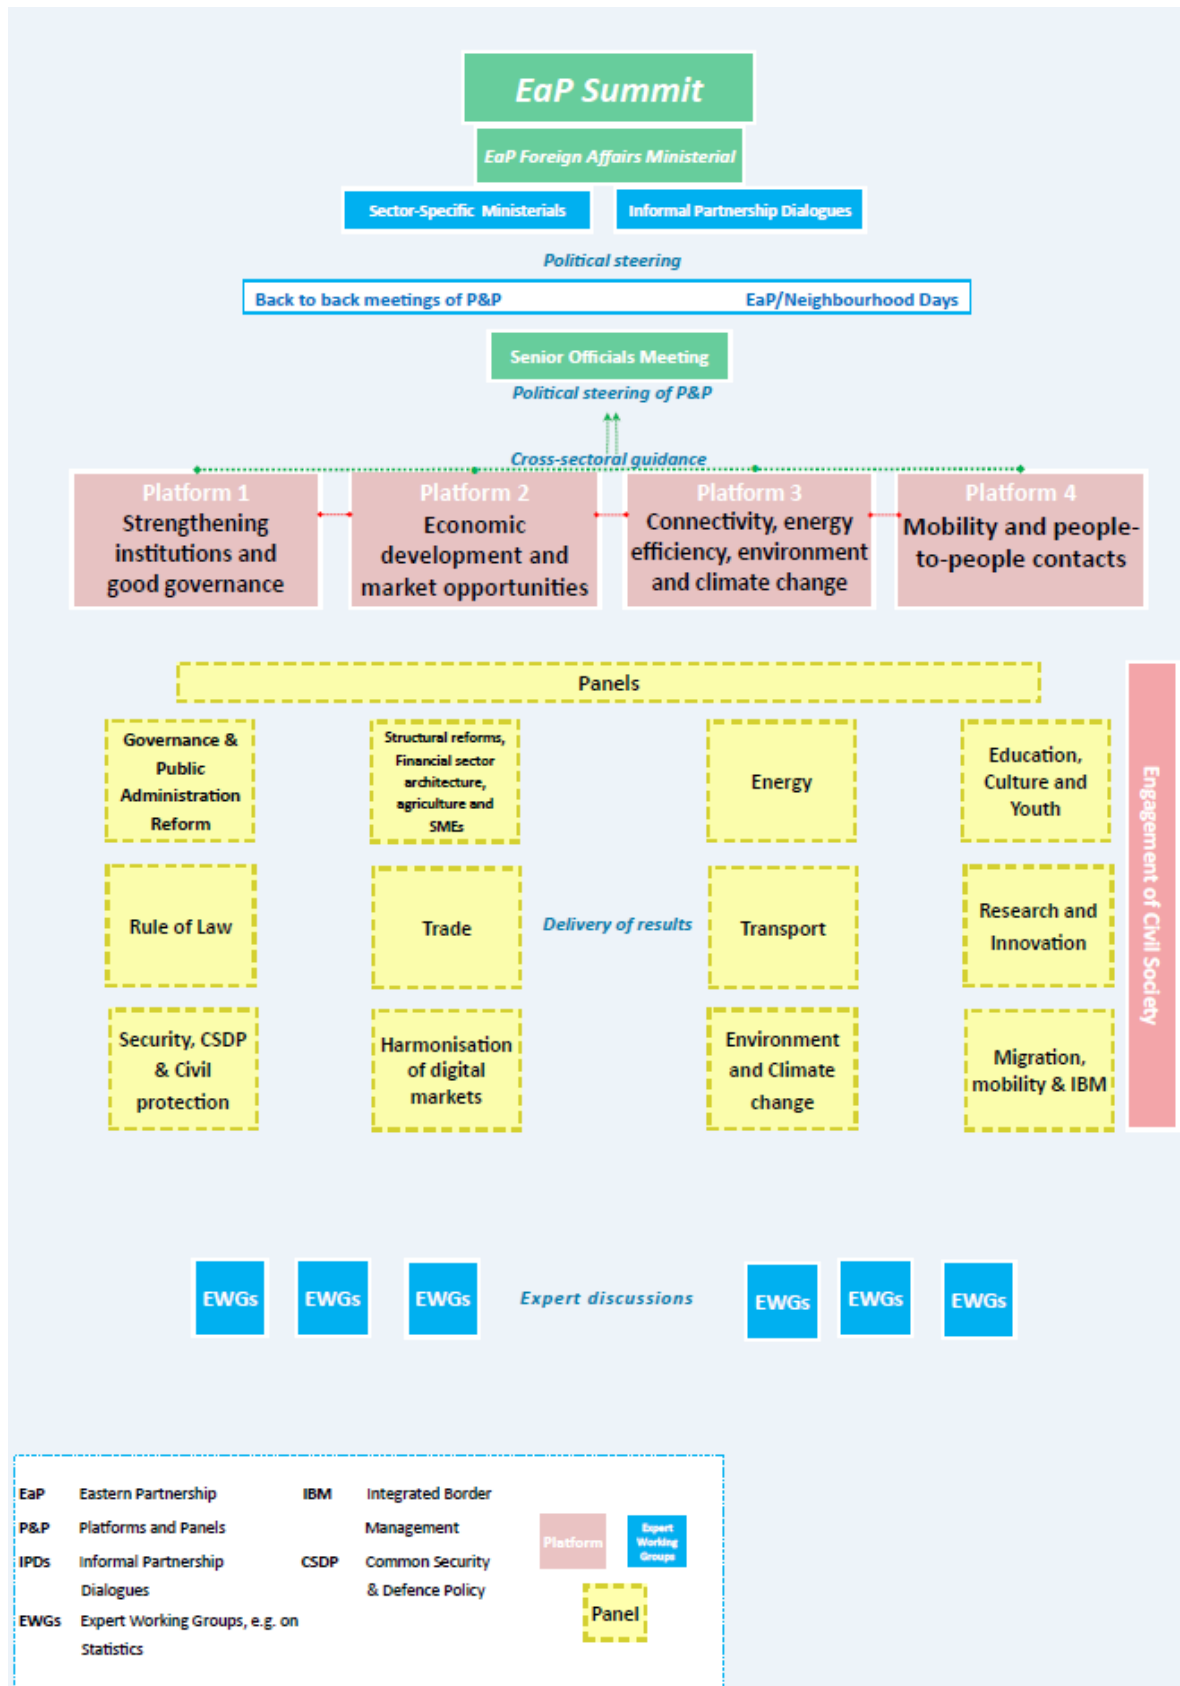 EaP Summit
EaP Foreign Affairs Ministerial
Sector-Specific Ministerials
Informal Partnership Dialogues
Political steering
Back to back meetings of P&P
EaP/Neighbourhood Days
Senior Officials Meeting
Political steering of P&P
Cross-sectoral guidance
Platform 1
Strengthening
institutions and
good governance
Platform 2
Economic
development and
market opportunities
Platform 3
Connectivity, energy
efficiency, environment
and climate change
Platform 4
Mobility and people-
to-people contacts
Panels
Governance &
Public
Administration
Reform
Structural reforms,
Financial sector
architecture,
agriculture and
SMEs
Energy
Education,
Culture and
Youth
Rule of Law
Trade
Delivery of results
Transport
Research and
Innovation
Security, CSDP
& Civil
protection
Harmonisation
of digital
markets
Environment
and Climate
change
Migration,
mobility & IBM
Engagement of Civil Society
EWGs
EWGs
EWGs
Expert discussions
EWGs
EWGs
EWGs
EaP Eastern Partnership
P&P Platforms and Panels
IPDs Informal Partnership
Dialogues
EWGs Expert Working Groups, e.g. on
Statistics
IBM Integrated Border
Management
CSDP Common Security
& Defence Policy
Platform
Expert
Working
Groups
Panel